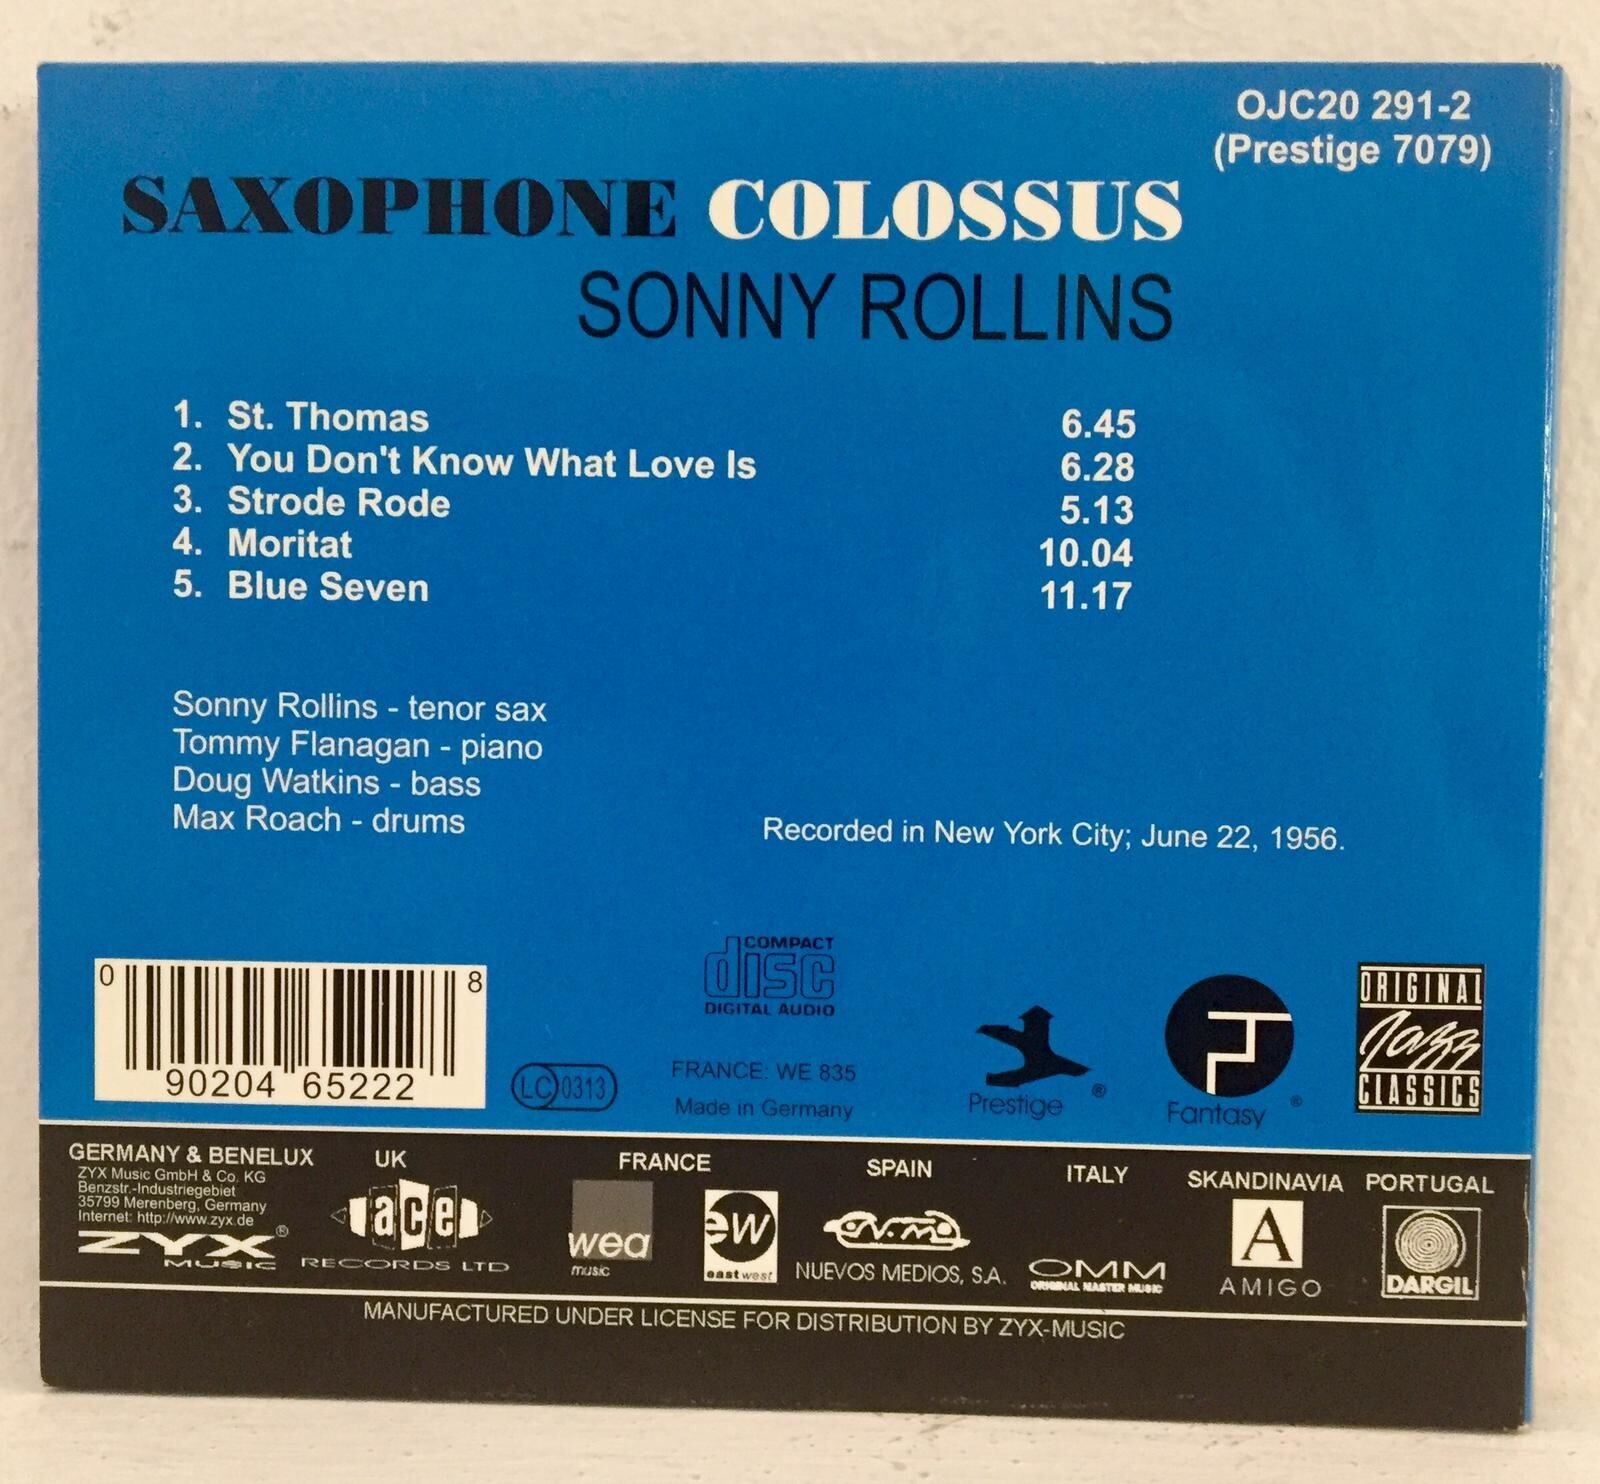 OJC20 291-2
(Prestige 7079)
SAXOPHONE COLOSSUS
SONNY ROLLINS
1. St. Thomas 6.45
2. You Don't Know What Love Is 6.28
3. Strode Rode 5.13
4. Moritat 10.04
5. Blue Seven 11.17
Sonny Rollins - tenor sax
Tommy Flanagan - piano
Doug Watkins - bass
Max Roach - drums
Recorded in New York City; June 22, 1956.
0 90204 65222 8
LC 0313
COMPACT
disc
DIGITAL AUDIO
FRANCE: WE 835
Made in Germany
Prestige ®
Fantasy ®
ORIGINAL
Jazz
CLASSICS
GERMANY & BENELUX
ZYX Music GmbH & Co. KG
Benzstr.-Industriegebiet
35799 Merenberg, Germany
Internet: http://www.zyx.de
ZYX ®
MUSIC
UK
ace
RECORDS LTD
FRANCE
wea
music
ew
eastwest
SPAIN
N.M.
NUEVOS MEDIOS, S.A.
ITALY
OMM
ORIGINAL MASTER MUSIC
SKANDINAVIA
A
AMIGO
PORTUGAL
DARGIL
MANUFACTURED UNDER LICENSE FOR DISTRIBUTION BY ZYX-MUSIC